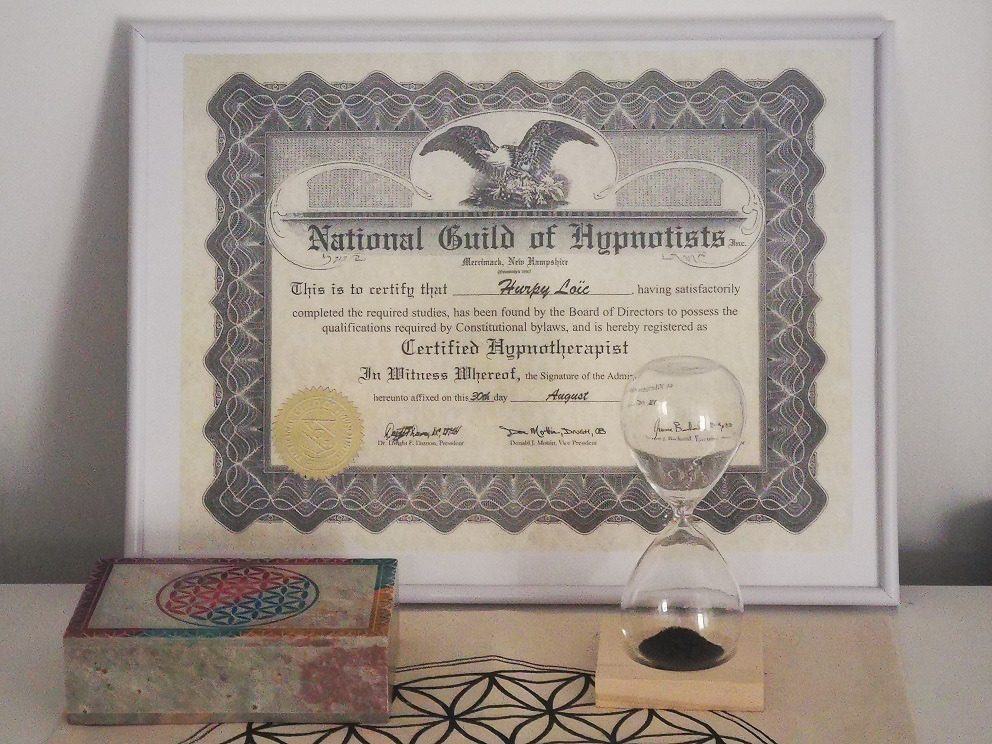 National Guild of Hypnotists Inc.
Merrimack, New Hampshire
This is to certify that Hurpy Loïc , having satisfactorily
completed the required studies, has been found by the Board of Directors to possess the
qualifications required by Constitutional bylaws, and is hereby registered as
Certified Hypnotherapist
In Witness Whereof, the Signature of the
hereunto affixed on this 30th day August
Dr. Dwight F. Damon, President
Donald J. Mottin, Vice President